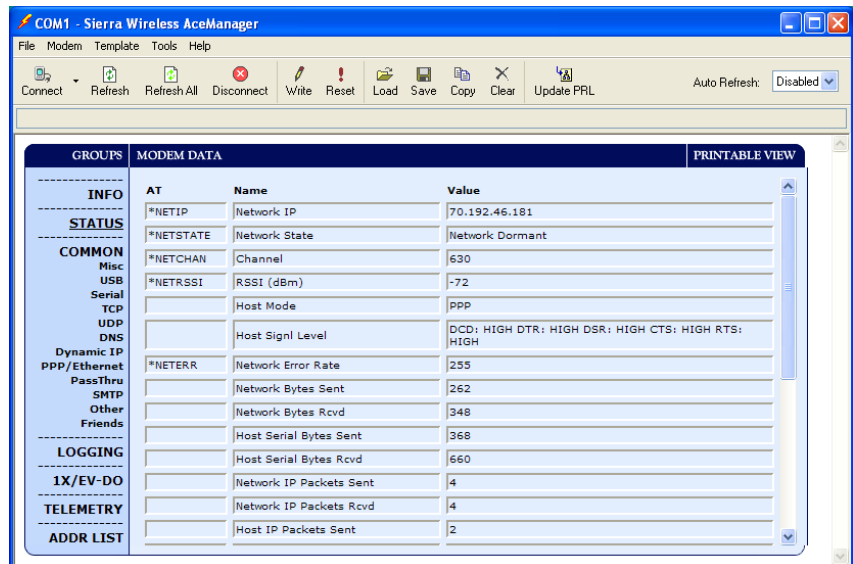 COM1 - Sierra Wireless AceManager
File Modem Template Tools Help
Connect Refresh Refresh All Disconnect Write Reset Load Save Copy Clear Update PRL Auto Refresh: Disabled
GROUPS MODEM DATA PRINTABLE VIEW
INFO
STATUS
COMMON
Misc
USB
Serial
TCP
UDP
DNS
Dynamic IP
PPP/Ethernet
PassThru
SMTP
Other
Friends
LOGGING
1X/EV-DO
TELEMETRY
ADDR LIST
AT Name Value
*NETIP Network IP 70.192.46.181
*NETSTATE Network State Network Dormant
*NETCHAN Channel 630
*NETRSSI RSSI (dBm) -72
Host Mode PPP
Host Signl Level DCD: HIGH DTR: HIGH DSR: HIGH CTS: HIGH RTS:
HIGH
*NETERR Network Error Rate 255
Network Bytes Sent 262
Network Bytes Rcvd 348
Host Serial Bytes Sent 368
Host Serial Bytes Rcvd 660
Network IP Packets Sent 4
Network IP Packets Rcvd 4
Host IP Packets Sent 2